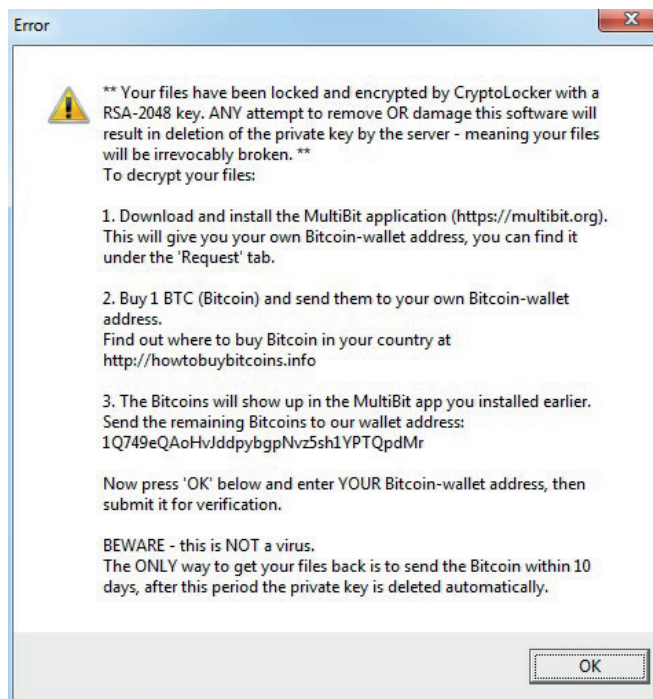 Error
** Your files have been locked and encrypted by CryptoLocker with a
RSA-2048 key. ANY attempt to remove OR damage this software will
result in deletion of the private key by the server - meaning your files
will be irrevocably broken. **
To decrypt your files:
1. Download and install the MultiBit application (https://multibit.org).
This will give you your own Bitcoin-wallet address, you can find it
under the 'Request' tab.
2. Buy 1 BTC (Bitcoin) and send them to your own Bitcoin-wallet
address.
Find out where to buy Bitcoin in your country at
http://howtobuybitcoins.info
3. The Bitcoins will show up in the MultiBit app you installed earlier.
Send the remaining Bitcoins to our wallet address:
1Q749eQAoHvJddpybgpNvz5sh1YPTQpdMr
Now press 'OK' below and enter YOUR Bitcoin-wallet address, then
submit it for verification.
BEWARE - this is NOT a virus.
The ONLY way to get your files back is to send the Bitcoin within 10
days, after this period the private key is deleted automatically.
OK